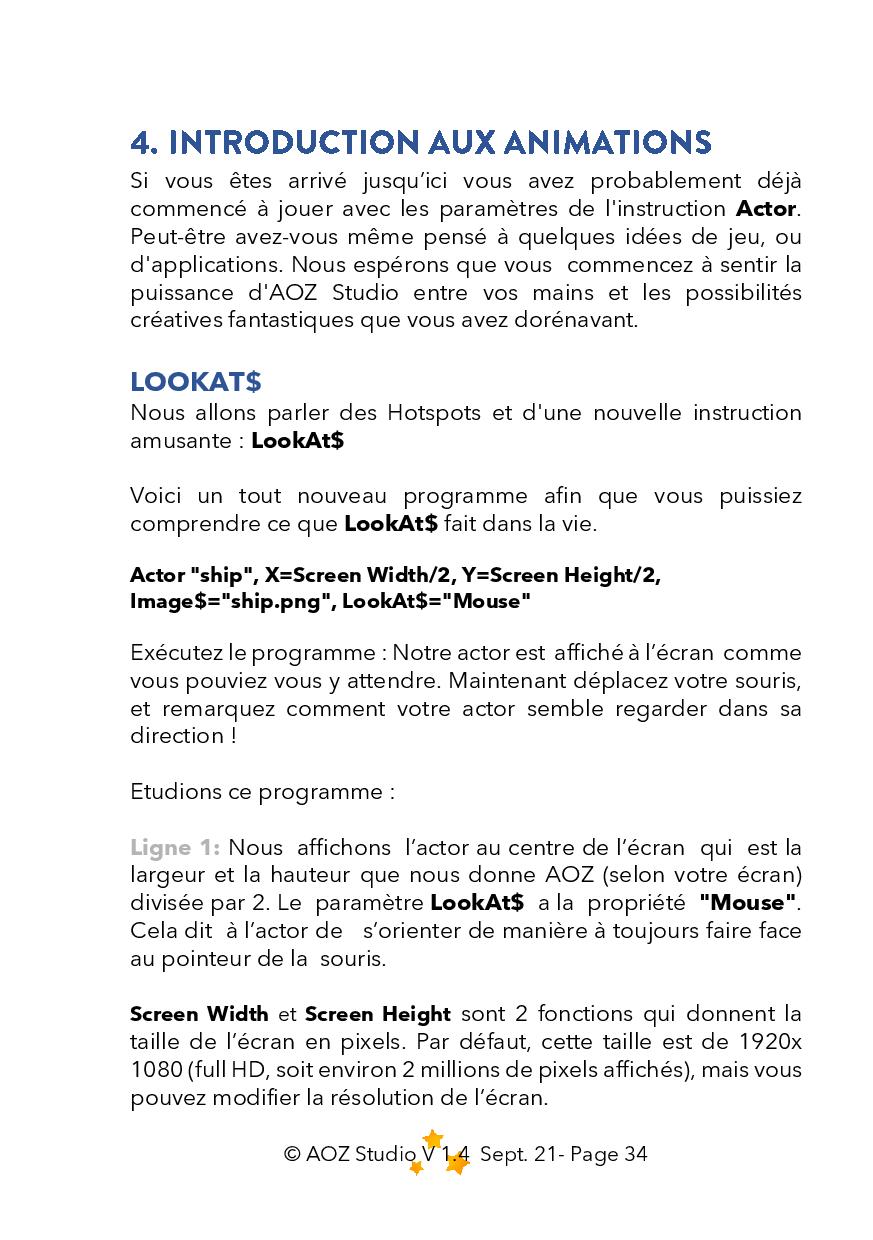 4. INTRODUCTION AUX ANIMATIONS
Si vous êtes arrivé jusqu’ici vous avez probablement déjà
commencé à jouer avec les paramètres de l'instruction Actor.
Peut-être avez-vous même pensé à quelques idées de jeu, ou
d'applications. Nous espérons que vous commencez à sentir la
puissance d'AOZ Studio entre vos mains et les possibilités
créatives fantastiques que vous avez dorénavant.
LOOKAT$
Nous allons parler des Hotspots et d'une nouvelle instruction
amusante : LookAt$
Voici un tout nouveau programme afin que vous puissiez
comprendre ce que LookAt$ fait dans la vie.
Actor "ship", X=Screen Width/2, Y=Screen Height/2,
Image$="ship.png", LookAt$="Mouse"
Exécutez le programme : Notre actor est affiché à l’écran comme
vous pouviez vous y attendre. Maintenant déplacez votre souris,
et remarquez comment votre actor semble regarder dans sa
direction !
Etudions ce programme :
Ligne 1: Nous affichons l’actor au centre de l’écran qui est la
largeur et la hauteur que nous donne AOZ (selon votre écran)
divisée par 2. Le paramètre LookAt$ a la propriété "Mouse".
Cela dit à l’actor de s’orienter de manière à toujours faire face
au pointeur de la souris.
Screen Width et Screen Height sont 2 fonctions qui donnent la
taille de l’écran en pixels. Par défaut, cette taille est de 1920x
1080 (full HD, soit environ 2 millions de pixels affichés), mais vous
pouvez modifier la résolution de l’écran.
© AOZ Studio V 1.4 Sept. 21- Page 34